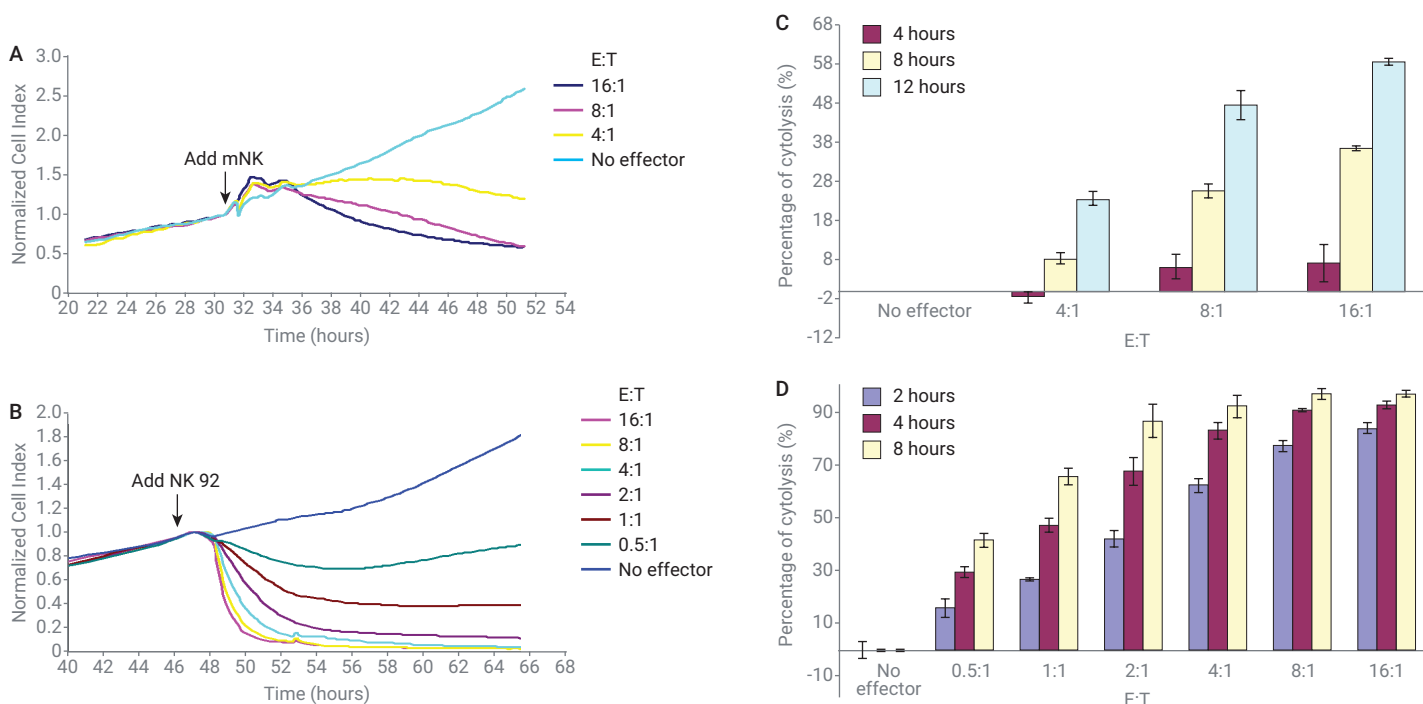 A
Normalized Cell Index
3.0
2.5
2.0
1.5
1.0
0.5
0
Add mNK
E:T
16:1
8:1
4:1
No effector
20 22 24 26 28 30 32 34 36 38 40 42 44 46 48 50 52 54
Time (hours)
B
Normalized Cell Index
2.0
1.8
1.6
1.4
1.2
1.0
0.8
0.6
0.4
0.2
0
Add NK 92
E:T
16:1
8:1
4:1
2:1
1:1
0.5:1
No effector
40 42 44 46 48 50 52 54 56 58 60 62 64 66 68
Time (hours)
C
Percentage of cytolysis (%)
68
58
48
38
28
18
8
-2
-12
4 hours
8 hours
12 hours
No effector 4:1 8:1 16:1
E:T
D
Percentage of cytolysis (%)
90
70
50
30
10
-10
2 hours
4 hours
8 hours
No
effector
0.5:1 1:1 2:1 4:1 8:1 16:1
E:T